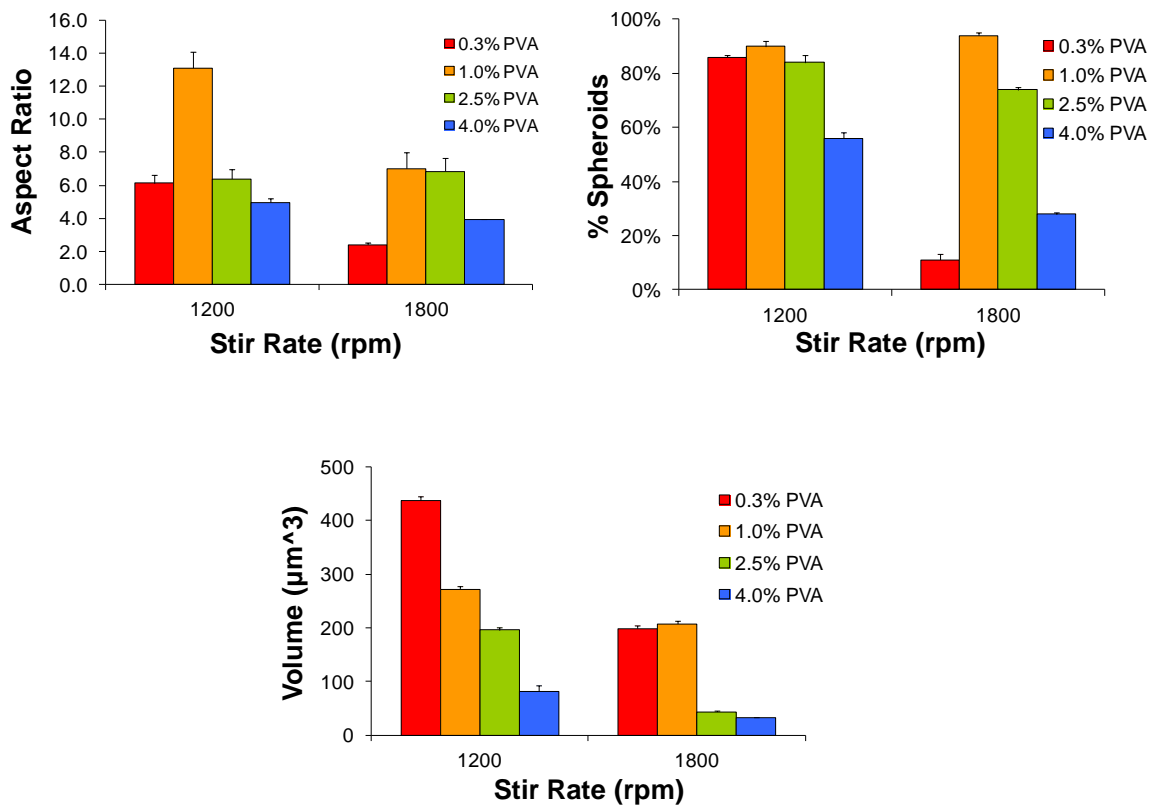 Aspect Ratio
16.0
14.0
12.0
10.0
8.0
6.0
4.0
2.0
0.0
0.3% PVA
1.0% PVA
2.5% PVA
4.0% PVA
1200
1800
Stir Rate (rpm)
% Spheroids
100%
80%
60%
40%
20%
0%
0.3% PVA
1.0% PVA
2.5% PVA
4.0% PVA
1200
1800
Stir Rate (rpm)
Volume (µm^3)
500
400
300
200
100
0
0.3% PVA
1.0% PVA
2.5% PVA
4.0% PVA
1200
1800
Stir Rate (rpm)